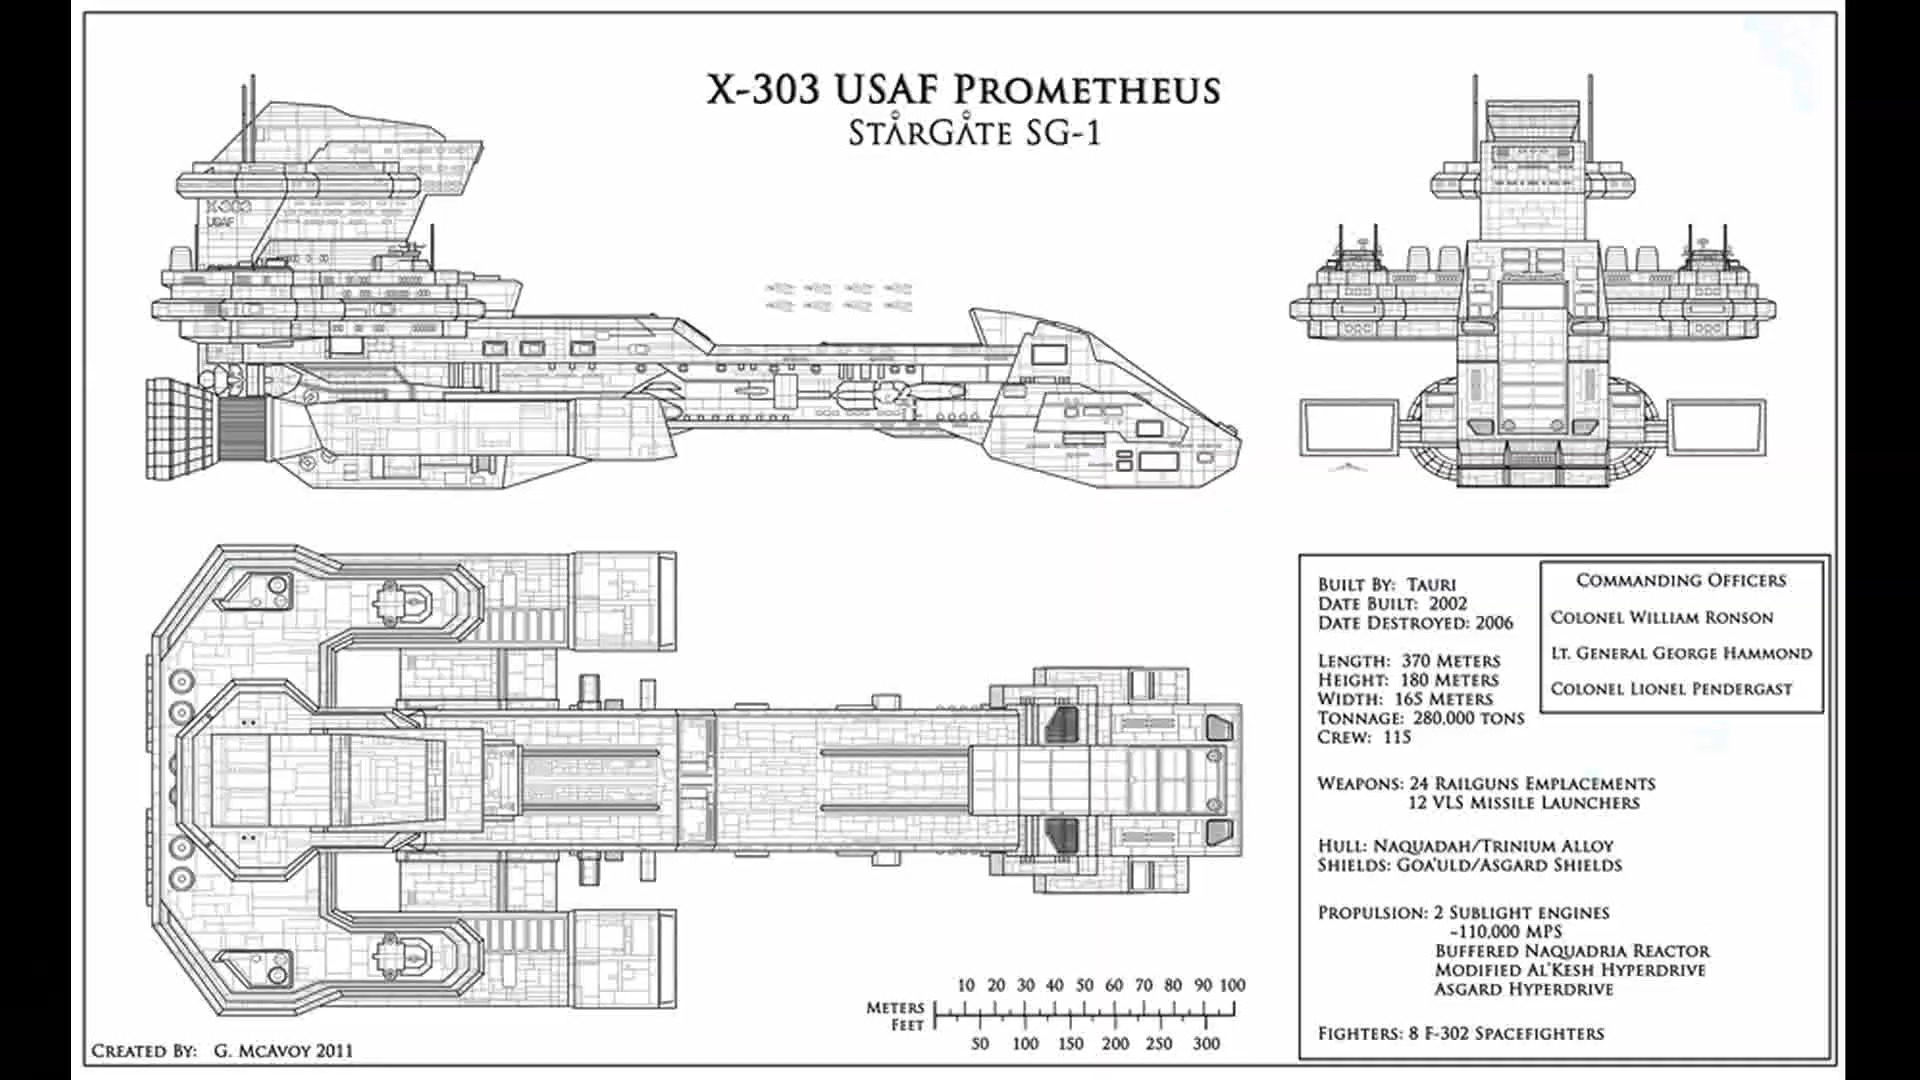 X-303 USAF PROMETHEUS
STARGATE SG-1
X-303
USAF
BUILT BY: TAURI
DATE BUILT: 2002
DATE DESTROYED: 2006
LENGTH: 370 METERS
HEIGHT: 180 METERS
WIDTH: 165 METERS
TONNAGE: 280,000 TONS
CREW: 115
COMMANDING OFFICERS
COLONEL WILLIAM RONSON
LT. GENERAL GEORGE HAMMOND
COLONEL LIONEL PENDERGAST
WEAPONS: 24 RAILGUNS EMPLACEMENTS
12 VLS MISSILE LAUNCHERS
HULL: NAQUADAH/TRINIUM ALLOY
SHIELDS: GOA'ULD/ASGARD SHIELDS
PROPULSION: 2 SUBLIGHT ENGINES
~110,000 MPS
BUFFERED NAQUADRIA REACTOR
MODIFIED AL'KESH HYPERDRIVE
ASGARD HYPERDRIVE
FIGHTERS: 8 F-302 SPACEFIGHTERS
10 20 30 40 50 60 70 80 90 100
METERS
FEET
50 100 150 200 250 300
CREATED BY: G. MCAVOY 2011